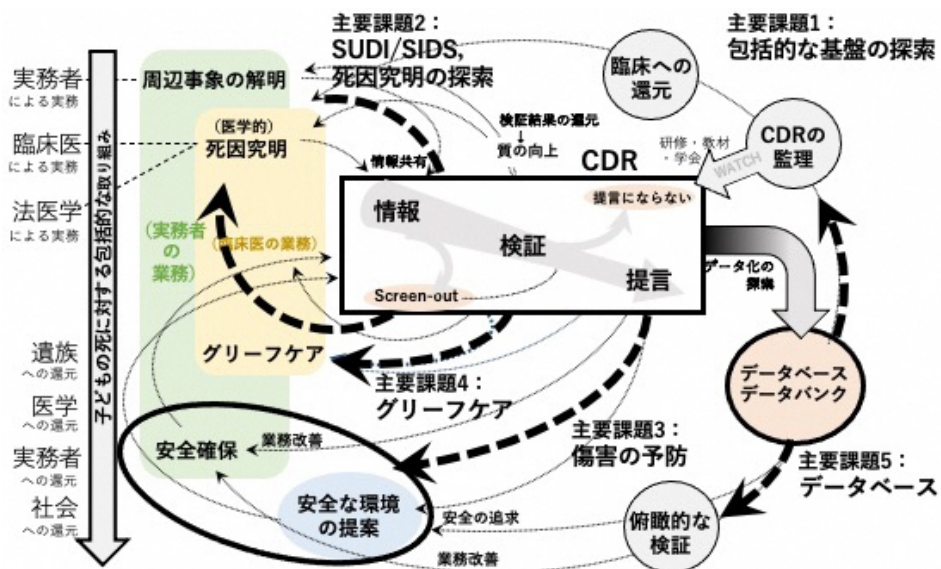 主要課題2：
SUDI/SIDS,
死因究明の探索
主要課題1：
包括的な基盤の探索
臨床への
還元
実務者
による実務
周辺事象の解明
臨床医
による実務
（医学的）
死因究明
検証結果の還元
↓
質の向上
情報共有
CDR
研修・教材
・学会
WATCH
CDRの
監理
法医学
による実務
子どもの死に対する包括的な取り組み
（実務者
の
業務）
（臨床医の業務）
情報
検証
提言
提言にならない
Screen-out
データ化の
探索
遺族
への還元
グリーフケア
主要課題4：
グリーフケア
データベース
データバンク
医学
への還元
実務者
への還元
安全確保
業務改善
主要課題3：
傷害の予防
主要課題5：
データベース
社会
への還元
安全な環境
の提案
安全の追求
俯瞰的な
検証
業務改善